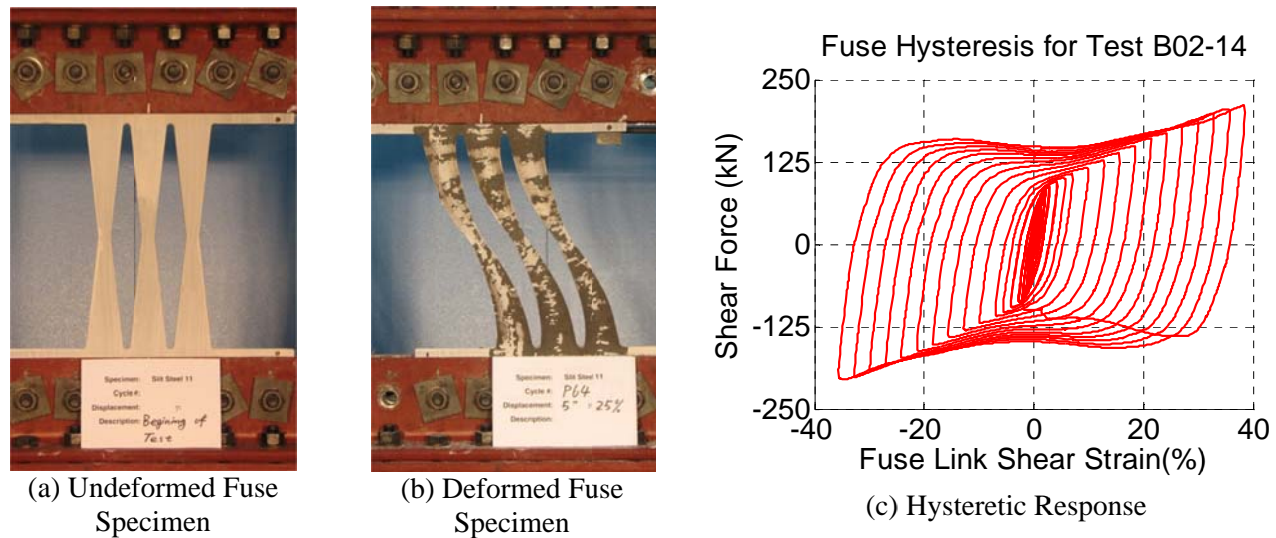 Specimen: Slit Steel 11
Cycle #:
Displacement:
Description: Begining of
Test
(a) Undeformed Fuse
Specimen
Specimen: Slit Steel 11
Cycle #: P64
Displacement: 5" = 25%
Description:
(b) Deformed Fuse
Specimen
Fuse Hysteresis for Test B02-14
Shear Force (kN)
250
125
0
-125
-250
-40
-20
0
20
40
Fuse Link Shear Strain(%)
(c) Hysteretic Response